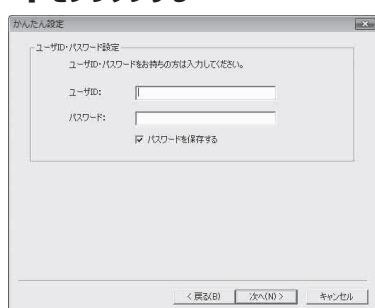 かんたん設定
ユーザID・パスワード設定
ユーザID・パスワードをお持ちの方は入力してください。
ユーザID:
パスワード:
パスワードを保存する
< 戻る(B)
次へ(N) >
キャンセル